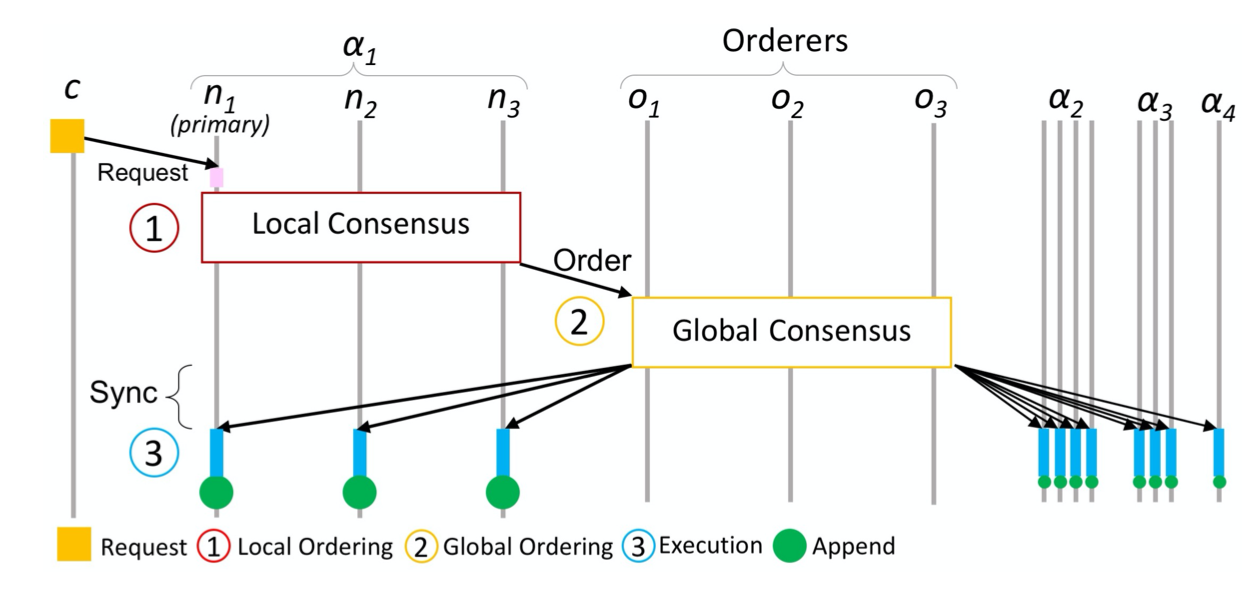 α1
Orderers
c
n1
(primary)
n2
n3
o1
o2
o3
α2
α3
α4
Request
1
Local Consensus
Order
2
Global Consensus
Sync
3
Request 1 Local Ordering 2 Global Ordering 3 Execution Append